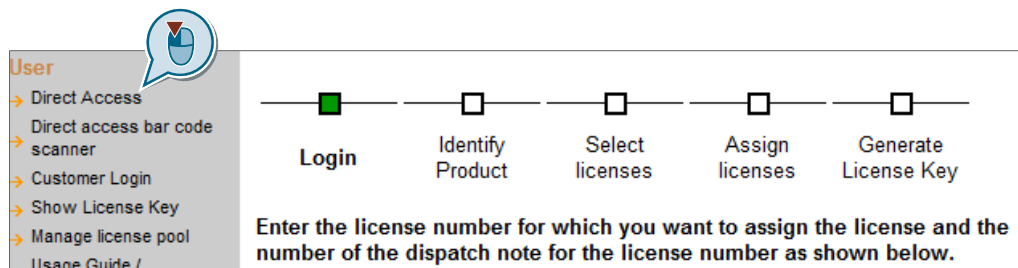 User
Direct Access
Direct access bar code
scanner
Customer Login
Show License Key
Manage license pool
Usage Guide /
Login
Identify
Product
Select
licenses
Assign
licenses
Generate
License Key
Enter the license number for which you want to assign the license and the
number of the dispatch note for the license number as shown below.